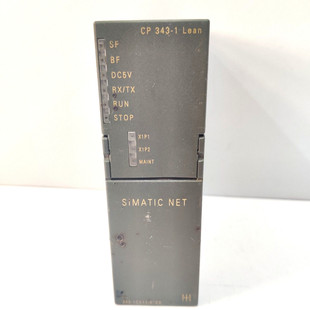 CP 343-1 Lean
SF
BF
DC5V
RX/TX
RUN
STOP
X1P1
X1P2
MAINT
SIMATIC NET